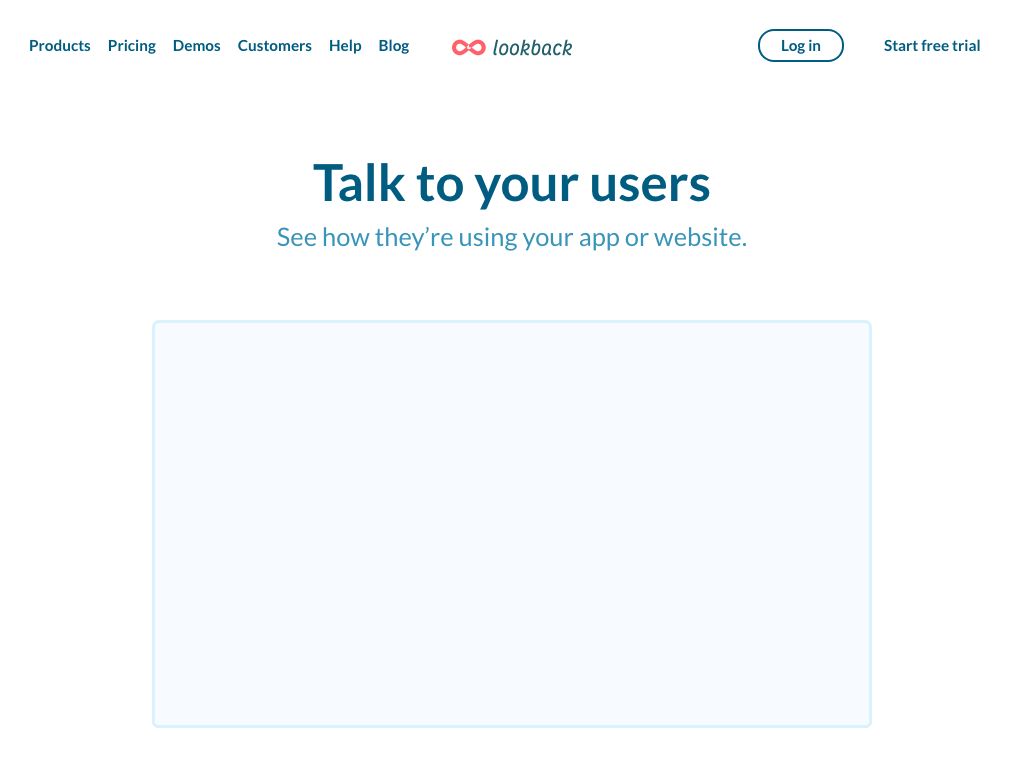 Products Pricing Demos Customers Help Blog lookback Log in Start free trial
Talk to your users
See how they’re using your app or website.